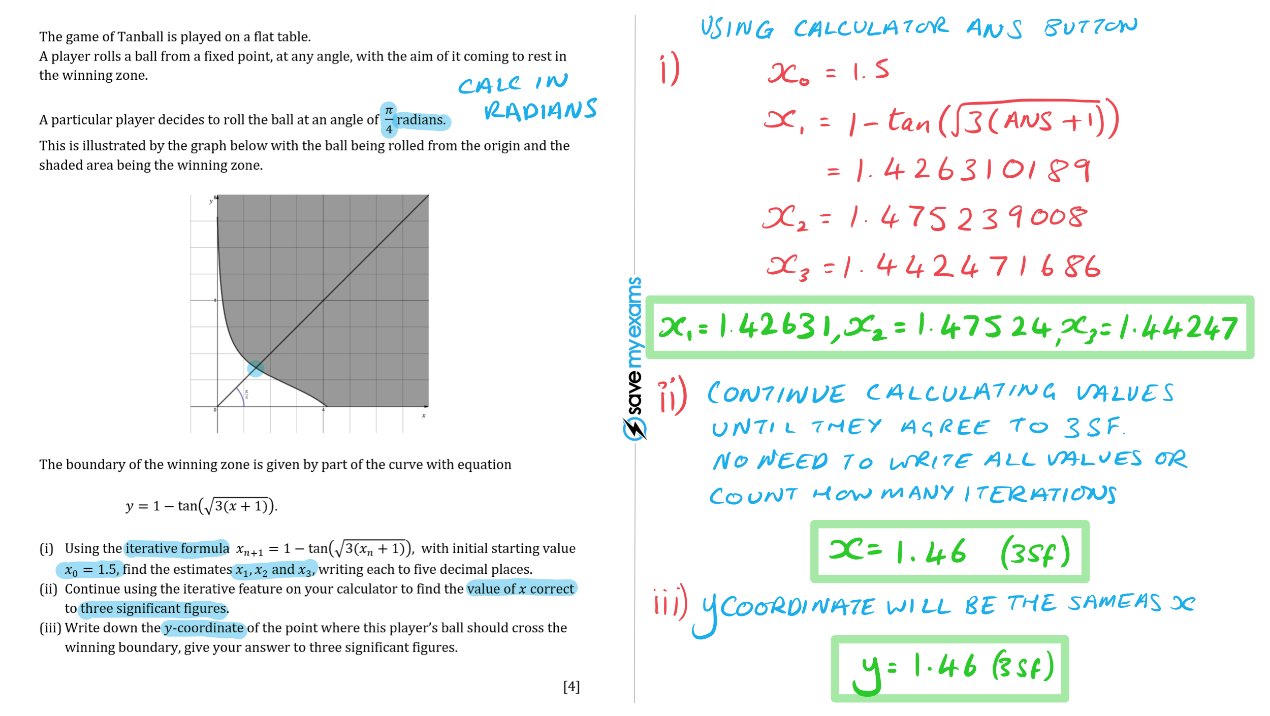 The game of Tanball is played on a flat table.
A player rolls a ball from a fixed point, at any angle, with the aim of it coming to rest in
the winning zone.
CALC IN
RADIANS
A particular player decides to roll the ball at an angle of π/4 radians.
This is illustrated by the graph below with the ball being rolled from the origin and the
shaded area being the winning zone.
y
4
π/4
0 4 x
The boundary of the winning zone is given by part of the curve with equation
y = 1 − tan(√3(x + 1)).
(i) Using the iterative formula xₙ₊₁ = 1 − tan(√3(xₙ + 1)), with initial starting value
x₀ = 1.5, find the estimates x₁, x₂ and x₃, writing each to five decimal places.
(ii) Continue using the iterative feature on your calculator to find the value of x correct
to three significant figures.
(iii) Write down the y-coordinate of the point where this player's ball should cross the
winning boundary, give your answer to three significant figures.
[4]
save my exams
USING CALCULATOR ANS BUTTON
i) x₀ = 1.5
x₁ = 1 - tan(√3(ANS + 1))
= 1.426310189
x₂ = 1.475239008
x₃ = 1.442471686
x₁ = 1.42631, x₂ = 1.47524, x₃ = 1.44247
ii) CONTINUE CALCULATING VALUES
UNTIL THEY AGREE TO 3SF.
NO NEED TO WRITE ALL VALUES OR
COUNT HOW MANY ITERATIONS
x = 1.46 (3sf)
iii) y COORDINATE WILL BE THE SAME AS x
y = 1.46 (3sf)